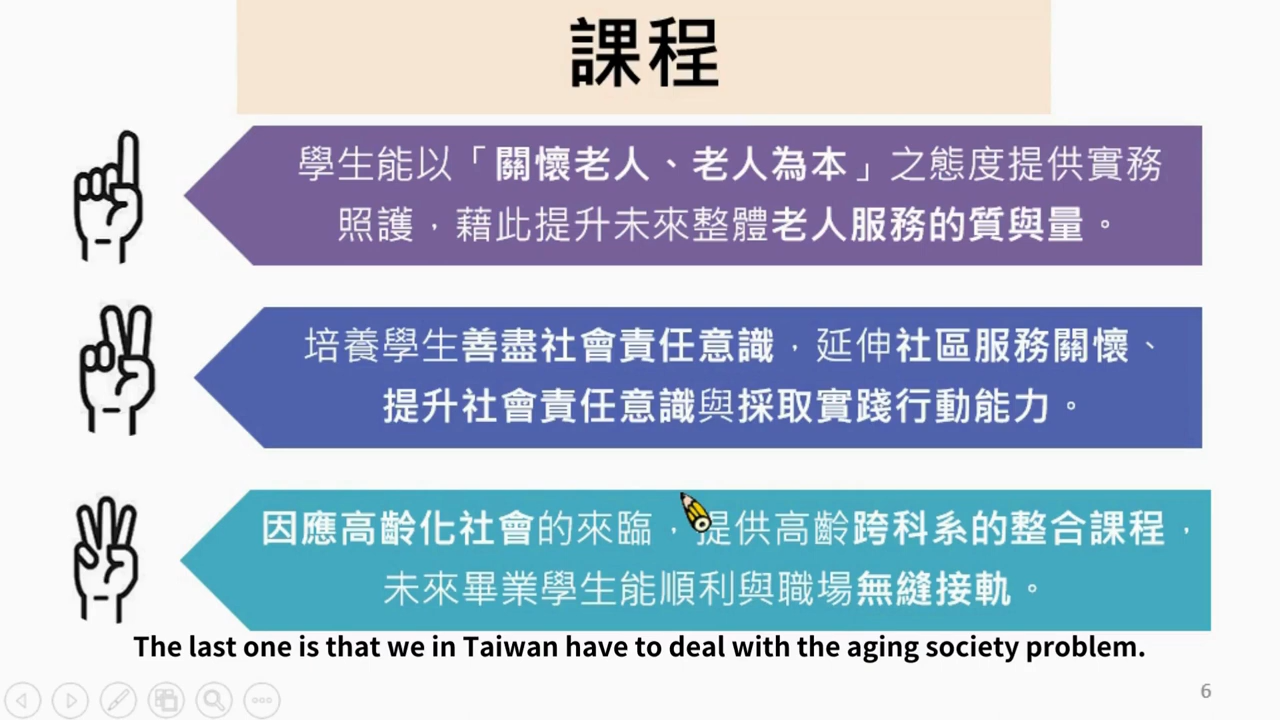 課程
學生能以「關懷老人、老人為本」之態度提供實務
照護，藉此提升未來整體老人服務的質與量。
培養學生善盡社會責任意識，延伸社區服務關懷、
提升社會責任意識與採取實踐行動能力。
因應高齡化社會的來臨，提供高齡跨科系的整合課程，
未來畢業學生能順利與職場無縫接軌。
The last one is that we in Taiwan have to deal with the aging society problem.
6